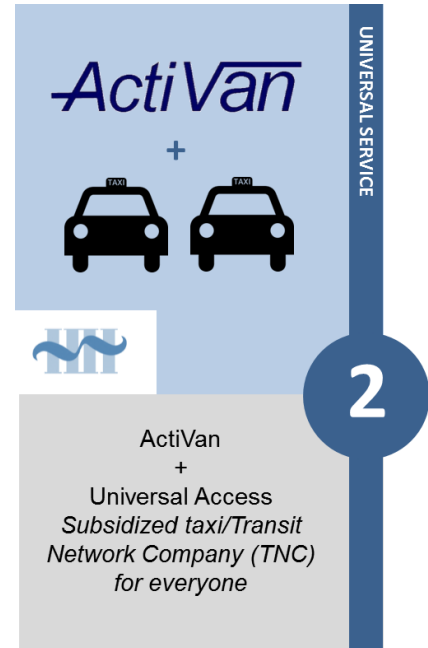 ActiVan
+
TAXI
TAXI
UNIVERSAL SERVICE
2
ActiVan
+
Universal Access
Subsidized taxi/Transit
Network Company (TNC)
for everyone